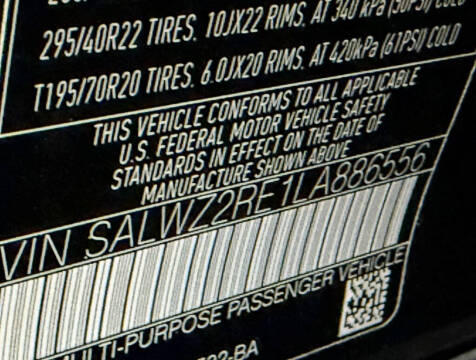 295/40R22 TIRES, 10JX22 RIMS, AT 340 kPa (50PSI) COLD
T195/70R20 TIRES, 6.0JX20 RIMS, AT 420kPa (61PSI) COLD
THIS VEHICLE CONFORMS TO ALL APPLICABLE
U.S. FEDERAL MOTOR VEHICLE SAFETY
STANDARDS IN EFFECT ON THE DATE OF
MANUFACTURE SHOWN ABOVE
VIN SALWZ2RE1LA886556
MULTI-PURPOSE PASSENGER VEHICLE